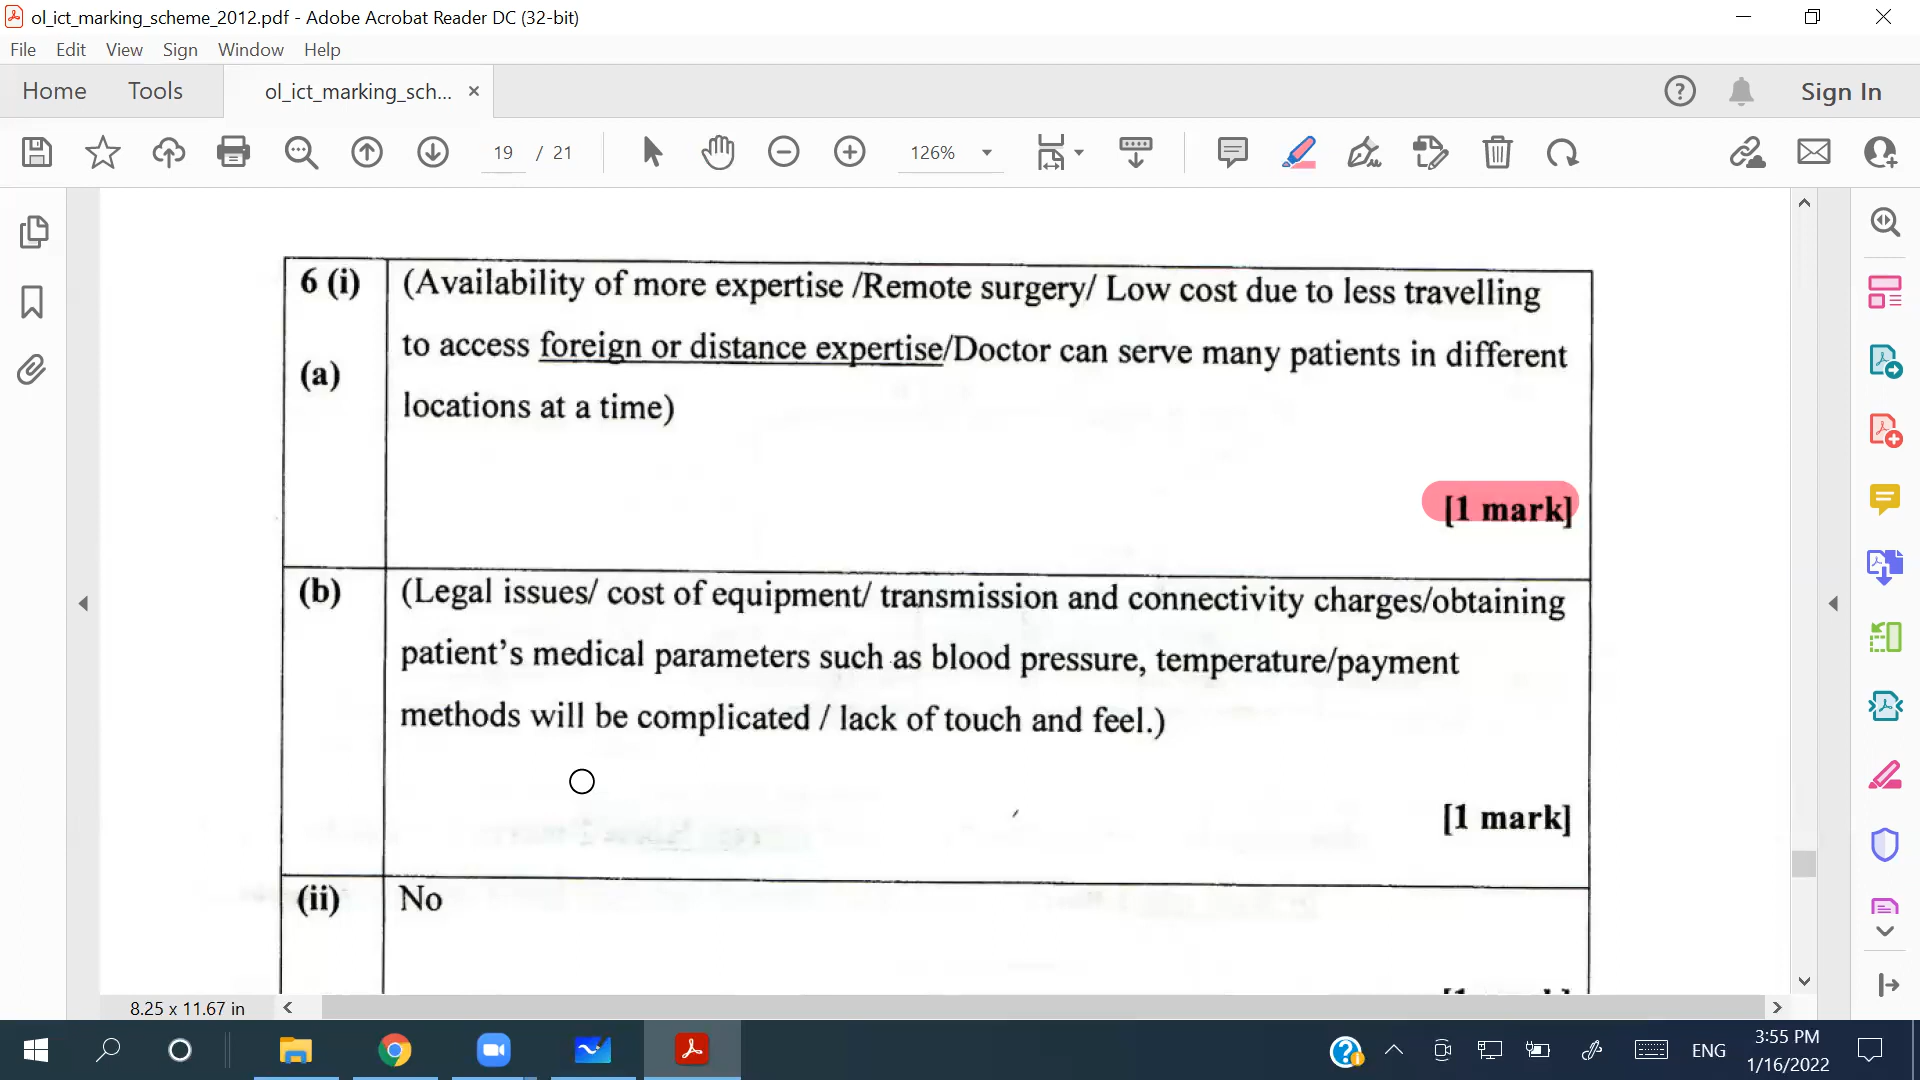 ol_ict_marking_scheme_2012.pdf - Adobe Acrobat Reader DC (32-bit)
File Edit View Sign Window Help
Home Tools ol_ict_marking_sch... × Sign In
19 / 21 126%
6 (i) (Availability of more expertise /Remote surgery/ Low cost due to less travelling
(a) to access foreign or distance expertise/Doctor can serve many patients in different
locations at a time)
[1 mark]
(b) (Legal issues/ cost of equipment/ transmission and connectivity charges/obtaining
patient's medical parameters such as blood pressure, temperature/payment
methods will be complicated / lack of touch and feel.)
[1 mark]
(ii) No
8.25 x 11.67 in
ENG 3:55 PM
1/16/2022